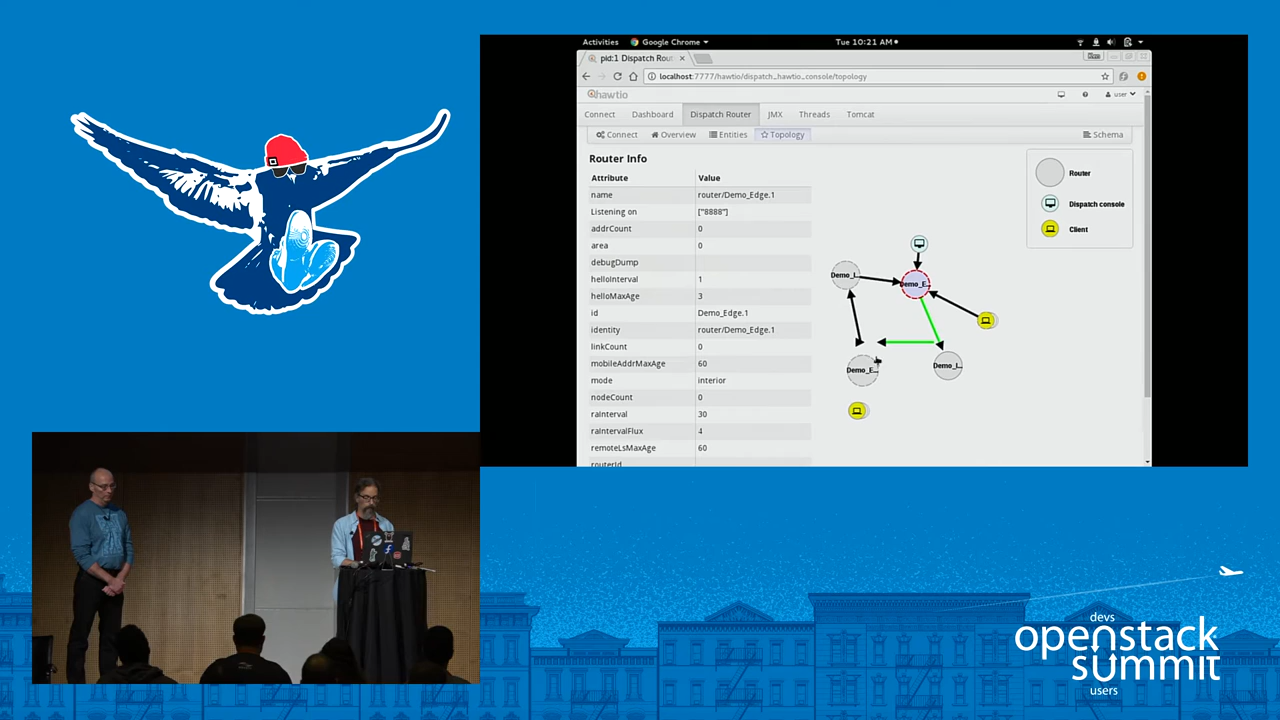 Activities Google Chrome Tue 10:21 AM
pid:1 Dispatch Rou
localhost:7777/hawtio/dispatch_hawtio_console/topology
hawtio user
Connect Dashboard Dispatch Router JMX Threads Tomcat
Connect Overview Entities Topology Schema
Router Info
Attribute Value
name router/Demo_Edge.1
Listening on ["8888"]
addrCount 0
area 0
debugDump
helloInterval 1
helloMaxAge 3
id Demo_Edge.1
identity router/Demo_Edge.1
linkCount 0
mobileAddrMaxAge 60
mode interior
nodeCount 0
raInterval 30
raIntervalFlux 4
remoteLsMaxAge 60
routerId
Router
Dispatch console
Client
Demo_I...
Demo_E...
Demo_E...
Demo_I...
devs
openstack
summit
users